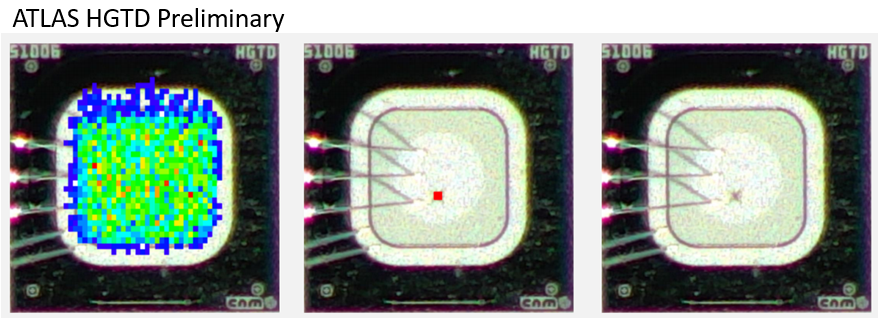 ATLAS HGTD Preliminary
S1006 HGTD S1006 HGTD S1006 HGTD
cnm cnm cnm